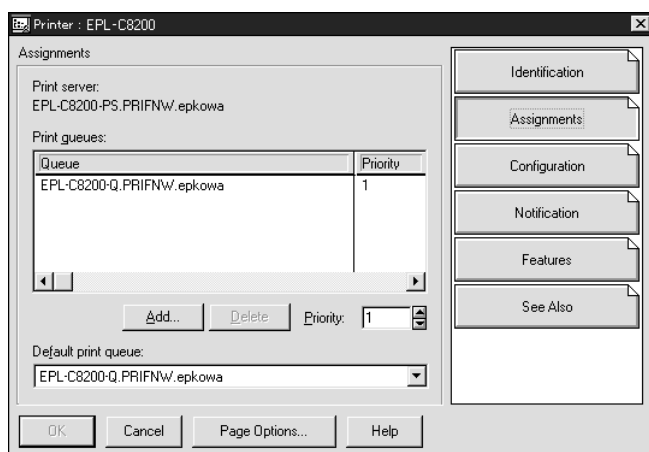 Printer : EPL-C8200
Assignments
Print server:
EPL-C8200-PS.PRIFNW.epkowa
Print queues:
Queue Priority
EPL-C8200-Q.PRIFNW.epkowa 1
Add... Delete Priority: 1
Default print queue:
EPL-C8200-Q.PRIFNW.epkowa
OK Cancel Page Options... Help
Identification
Assignments
Configuration
Notification
Features
See Also